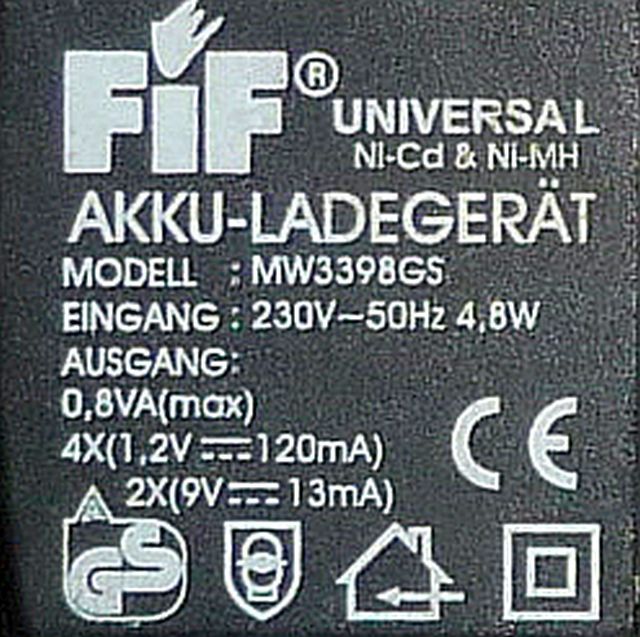 FiF®
UNIVERSAL
Ni-Cd & Ni-MH
AKKU-LADEGERÄT
MODELL : MW3398GS
EINGANG : 230V~50Hz 4,8W
AUSGANG:
0,8VA(max)
4X(1,2V⎓120mA)
2X(9V⎓13mA)
CE
GS